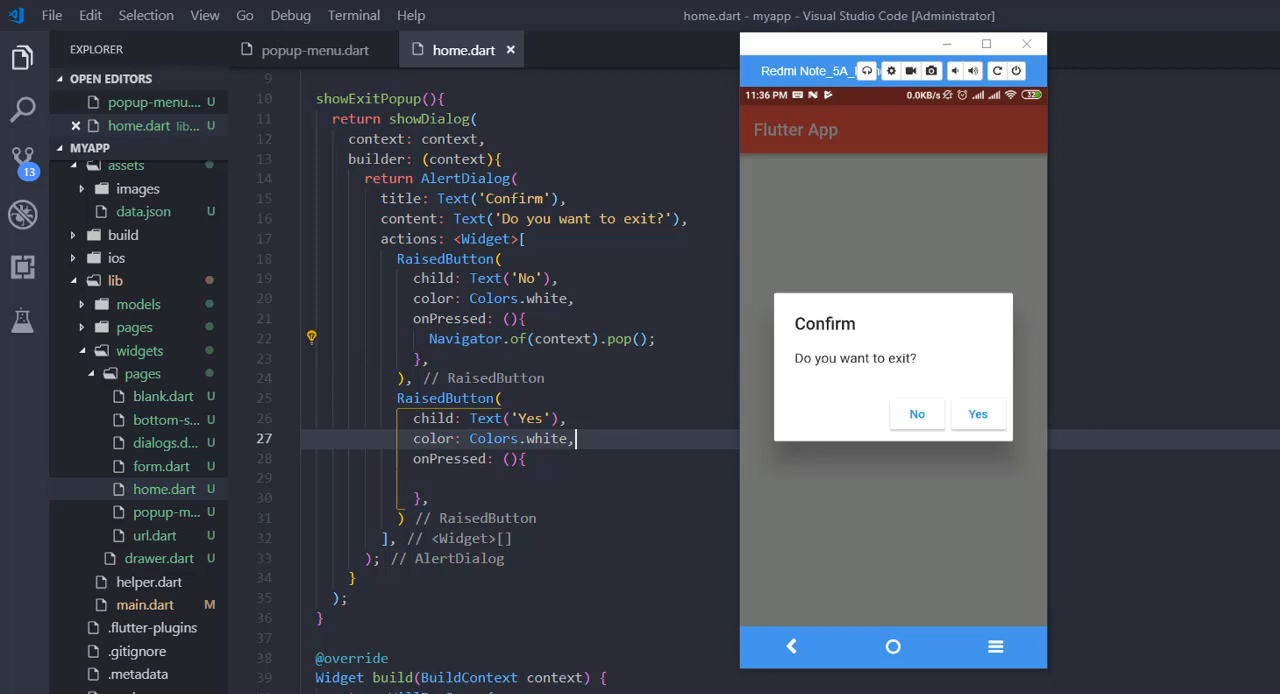 File Edit Selection View Go Debug Terminal Help
home.dart - myapp - Visual Studio Code [Administrator]
EXPLORER
OPEN EDITORS
popup-menu.... U
home.dart lib... U
MYAPP
assets
images
data.json U
build
ios
lib
models
pages
widgets
pages
blank.dart U
bottom-s... U
dialogs.d... U
form.dart U
home.dart U
popup-m... U
url.dart U
drawer.dart U
helper.dart
main.dart M
.flutter-plugins
.gitignore
.metadata
13
popup-menu.dart
home.dart
9
10 showExitPopup(){
11 return showDialog(
12 context: context,
13 builder: (context){
14 return AlertDialog(
15 title: Text('Confirm'),
16 content: Text('Do you want to exit?'),
17 actions: <Widget>[
18 RaisedButton(
19 child: Text('No'),
20 color: Colors.white,
21 onPressed: (){
22 Navigator.of(context).pop();
23 },
24 ), // RaisedButton
25 RaisedButton(
26 child: Text('Yes'),
27 color: Colors.white,
28 onPressed: (){
29
30 },
31 ) // RaisedButton
32 ], // <Widget>[]
33 ); // AlertDialog
34 }
35 );
36 }
37
38 @override
39 Widget build(BuildContext context) {
Redmi Note_5A_
11:36 PM
0.0KB/s
32
Flutter App
Confirm
Do you want to exit?
No Yes